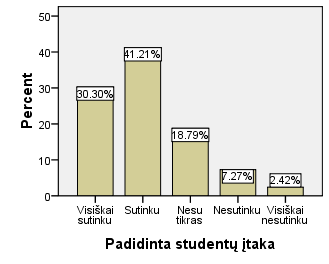 50
40
30
20
10
0
Percent
30.30%
41.21%
18.79%
7.27%
2.42%
Visiškai
sutinku
Sutinku
Nesu
tikras
Nesutinku
Visiškai
nesutinku
Padidinta studentų įtaka